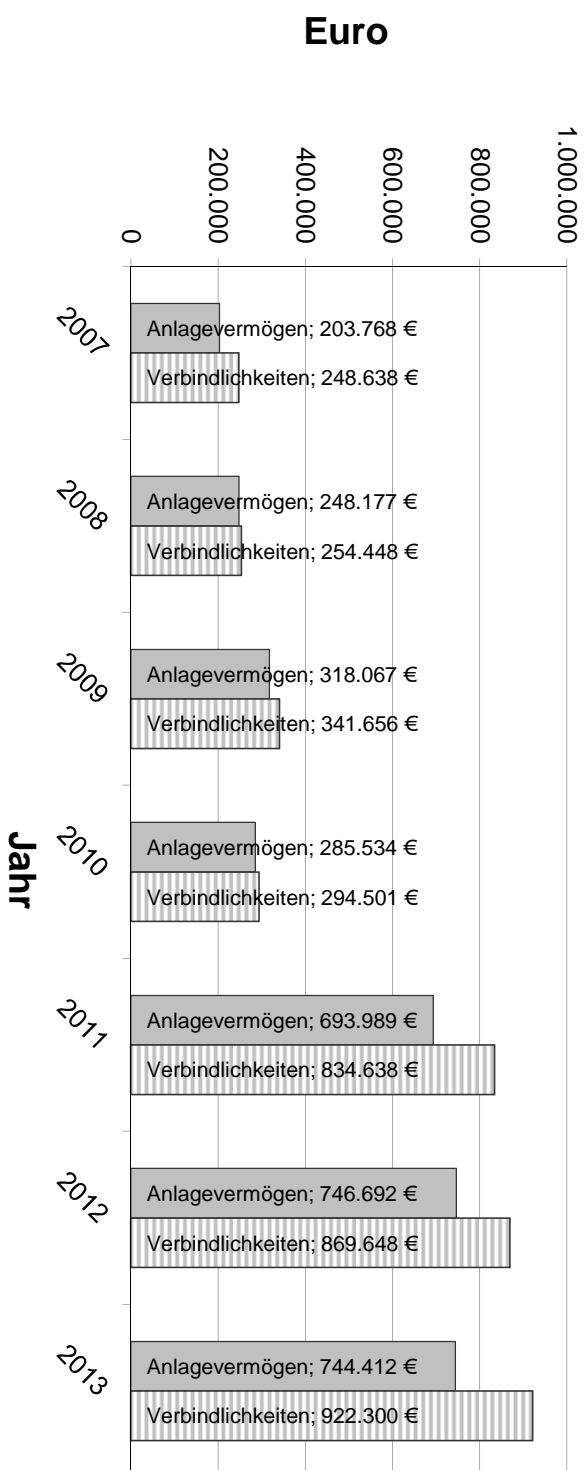 Euro
1.000.000
800.000
600.000
400.000
200.000
0
2007
Anlagevermögen; 203.768 €
Verbindlichkeiten; 248.638 €
2008
Anlagevermögen; 248.177 €
Verbindlichkeiten; 254.448 €
2009
Anlagevermögen; 318.067 €
Verbindlichkeiten; 341.656 €
2010
Anlagevermögen; 285.534 €
Verbindlichkeiten; 294.501 €
2011
Anlagevermögen; 693.989 €
Verbindlichkeiten; 834.638 €
2012
Anlagevermögen; 746.692 €
Verbindlichkeiten; 869.648 €
2013
Anlagevermögen; 744.412 €
Verbindlichkeiten; 922.300 €
Jahr